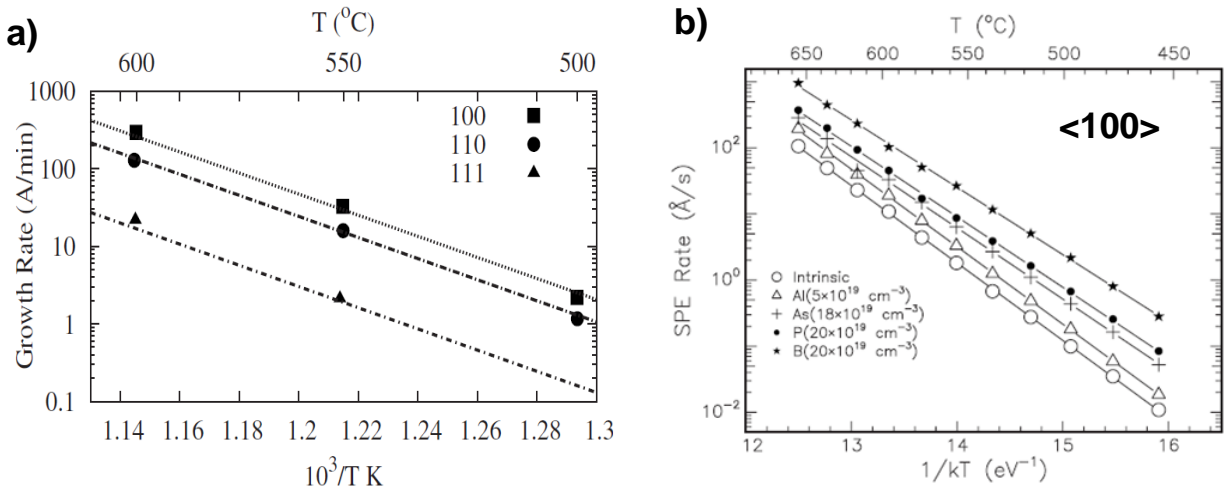 a)
T (°C)
600 550 500
1000
100
10
1
0.1
Growth Rate (A/min)
100
110
111
1.14 1.16 1.18 1.2 1.22 1.24 1.26 1.28 1.3
10³/T K
b)
T (°C)
650 600 550 500 450
<100>
10²
10⁰
10⁻²
SPE Rate (Å/s)
Intrinsic
Al(5×10¹⁹ cm⁻³)
As(18×10¹⁹ cm⁻³)
P(20×10¹⁹ cm⁻³)
B(20×10¹⁹ cm⁻³)
12 13 14 15 16
1/kT (eV⁻¹)